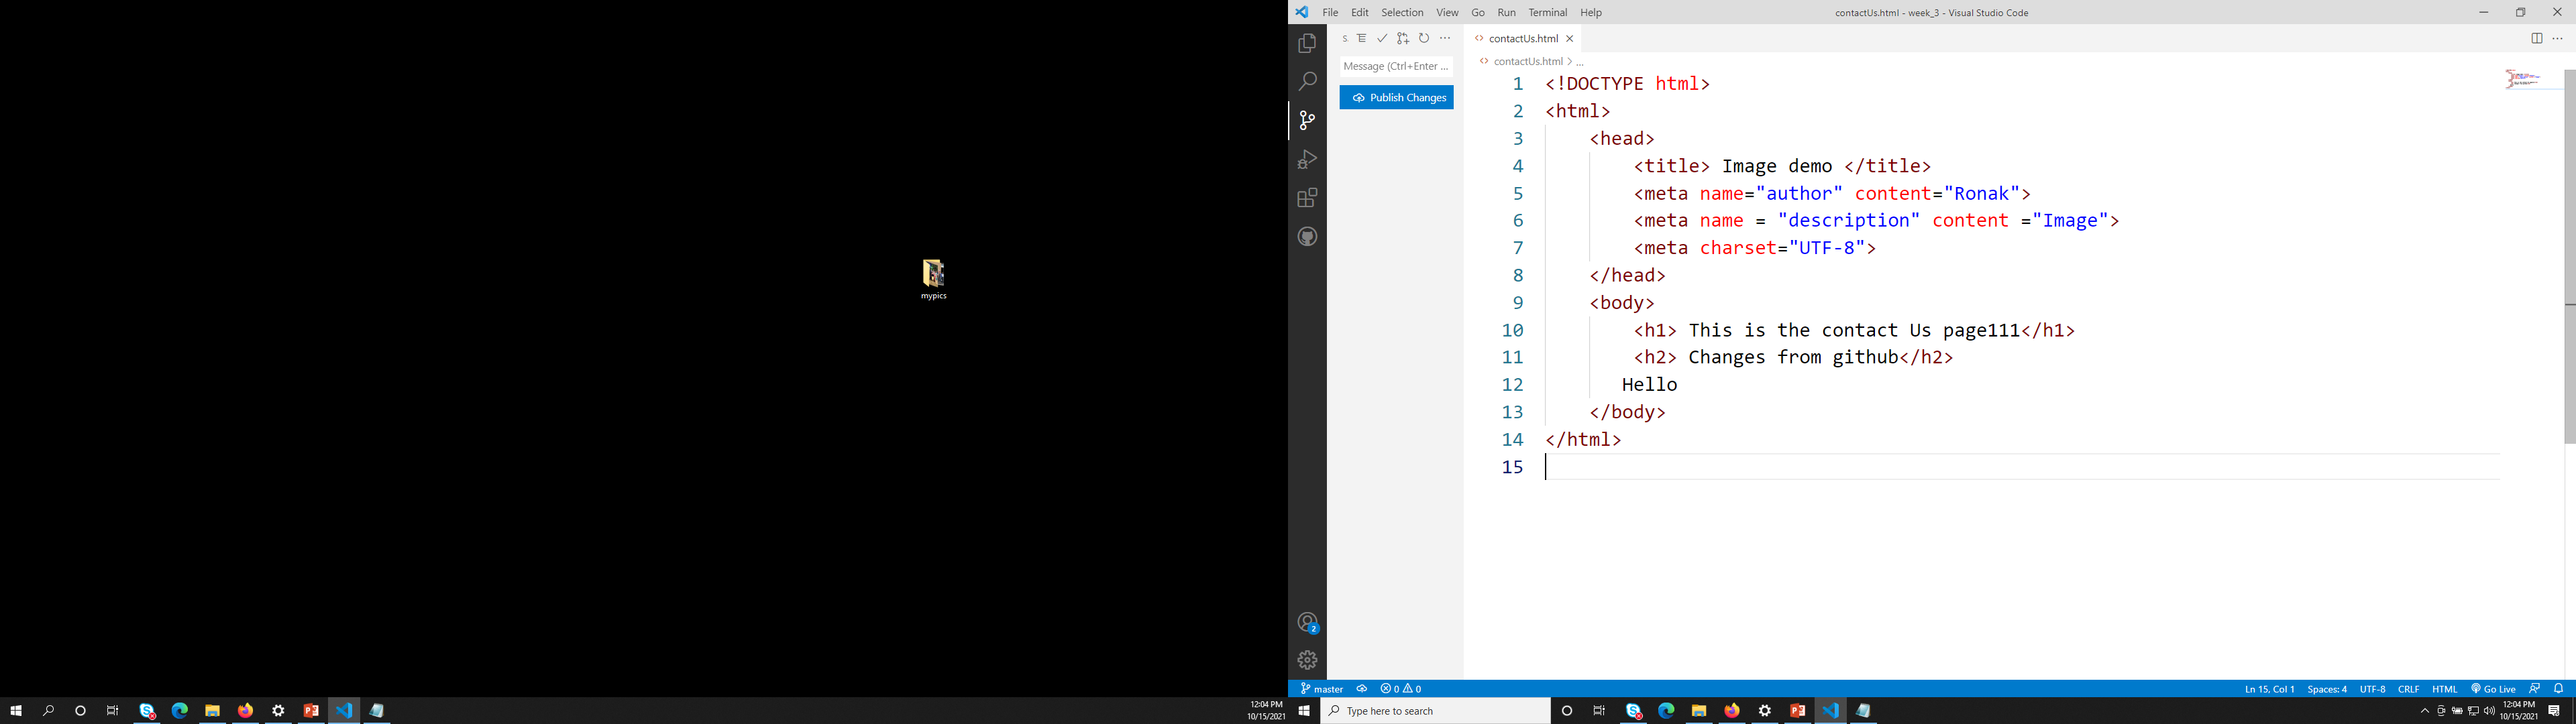 mypics
12:04 PM
10/15/2021
File Edit Selection View Go Run Terminal Help
contactUs.html - week_3 - Visual Studio Code
S
contactUs.html
Message (Ctrl+Enter ...
contactUs.html > ...
Publish Changes
1 <!DOCTYPE html>
2 <html>
3 <head>
4 <title> Image demo </title>
5 <meta name="author" content="Ronak">
6 <meta name = "description" content ="Image">
7 <meta charset="UTF-8">
8 </head>
9 <body>
10 <h1> This is the contact Us page111</h1>
11 <h2> Changes from github</h2>
12 Hello
13 </body>
14 </html>
15
2
master 0 0 Ln 15, Col 1 Spaces: 4 UTF-8 CRLF HTML Go Live
Type here to search
12:04 PM
10/15/2021